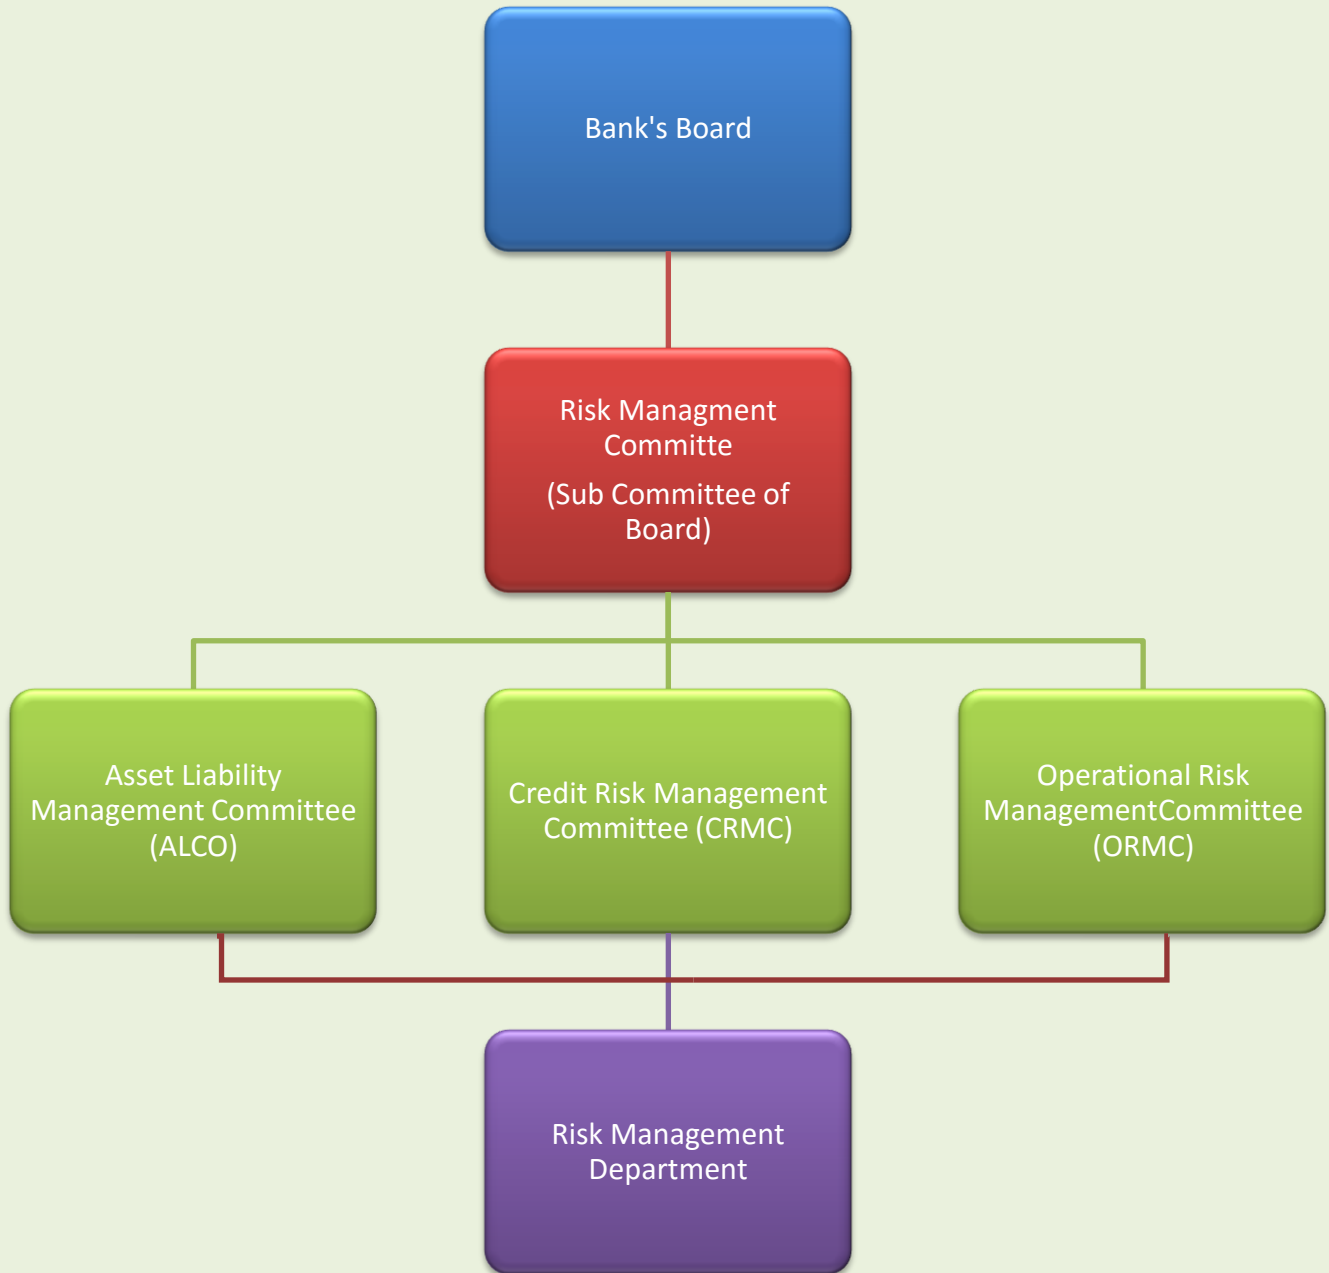 Bank's Board
Risk Managment
Committe
(Sub Committee of
Board)
Asset Liability
Management Committee
(ALCO)
Credit Risk Management
Committee (CRMC)
Operational Risk
ManagementCommittee
(ORMC)
Risk Management
Department